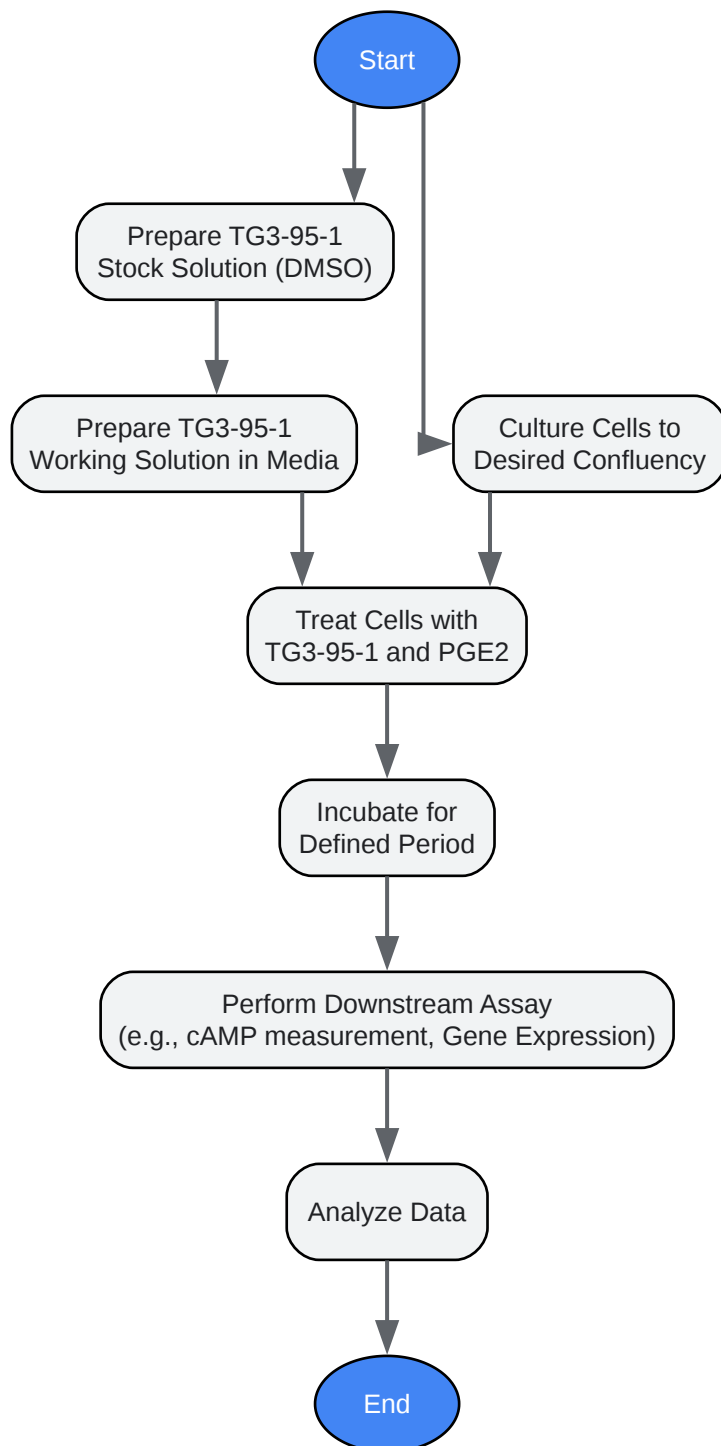 Start
Prepare TG3-95-1
Stock Solution (DMSO)
Prepare TG3-95-1
Working Solution in Media
Culture Cells to
Desired Confluency
Treat Cells with
TG3-95-1 and PGE2
Incubate for
Defined Period
Perform Downstream Assay
(e.g., cAMP measurement, Gene Expression)
Analyze Data
End